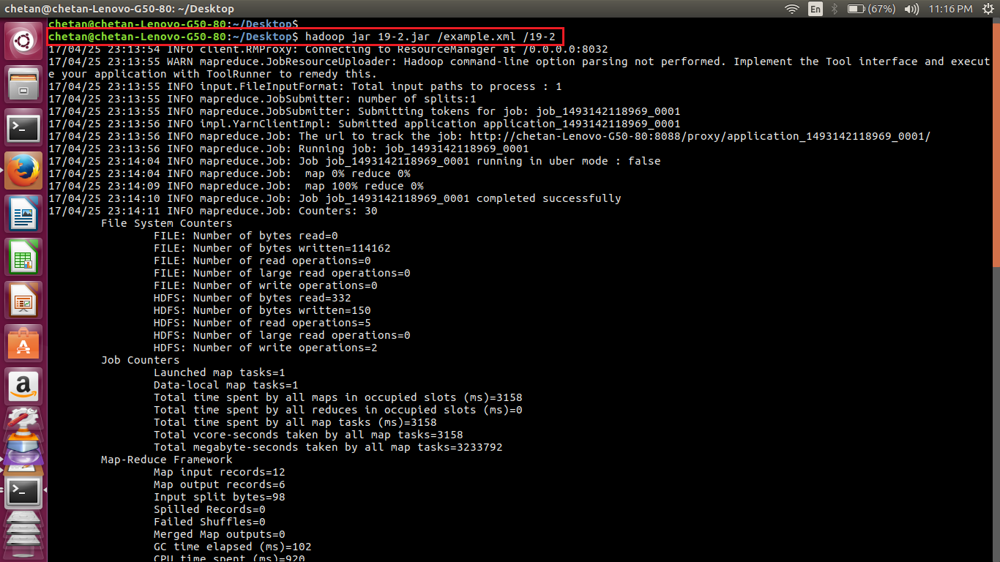 chetan@chetan-Lenovo-G50-80: ~/Desktop En (67%) 11:16 PM
chetan@chetan-Lenovo-G50-80:~/Desktop$
chetan@chetan-Lenovo-G50-80:~/Desktop$ hadoop jar 19-2.jar /example.xml /19-2
17/04/25 23:13:54 INFO client.RMProxy: Connecting to ResourceManager at /0.0.0.0:8032
17/04/25 23:13:55 WARN mapreduce.JobResourceUploader: Hadoop command-line option parsing not performed. Implement the Tool interface and execut
e your application with ToolRunner to remedy this.
17/04/25 23:13:55 INFO input.FileInputFormat: Total input paths to process : 1
17/04/25 23:13:55 INFO mapreduce.JobSubmitter: number of splits:1
17/04/25 23:13:55 INFO mapreduce.JobSubmitter: Submitting tokens for job: job_1493142118969_0001
17/04/25 23:13:56 INFO impl.YarnClientImpl: Submitted application application_1493142118969_0001
17/04/25 23:13:56 INFO mapreduce.Job: The url to track the job: http://chetan-Lenovo-G50-80:8088/proxy/application_1493142118969_0001/
17/04/25 23:13:56 INFO mapreduce.Job: Running job: job_1493142118969_0001
17/04/25 23:14:04 INFO mapreduce.Job: Job job_1493142118969_0001 running in uber mode : false
17/04/25 23:14:04 INFO mapreduce.Job:  map 0% reduce 0%
17/04/25 23:14:09 INFO mapreduce.Job:  map 100% reduce 0%
17/04/25 23:14:10 INFO mapreduce.Job: Job job_1493142118969_0001 completed successfully
17/04/25 23:14:11 INFO mapreduce.Job: Counters: 30
File System Counters
FILE: Number of bytes read=0
FILE: Number of bytes written=114162
FILE: Number of read operations=0
FILE: Number of large read operations=0
FILE: Number of write operations=0
HDFS: Number of bytes read=332
HDFS: Number of bytes written=150
HDFS: Number of read operations=5
HDFS: Number of large read operations=0
HDFS: Number of write operations=2
Job Counters
Launched map tasks=1
Data-local map tasks=1
Total time spent by all maps in occupied slots (ms)=3158
Total time spent by all reduces in occupied slots (ms)=0
Total time spent by all map tasks (ms)=3158
Total vcore-seconds taken by all map tasks=3158
Total megabyte-seconds taken by all map tasks=3233792
Map-Reduce Framework
Map input records=12
Map output records=6
Input split bytes=98
Spilled Records=0
Failed Shuffles=0
Merged Map outputs=0
GC time elapsed (ms)=102
CPU time spent (ms)=920